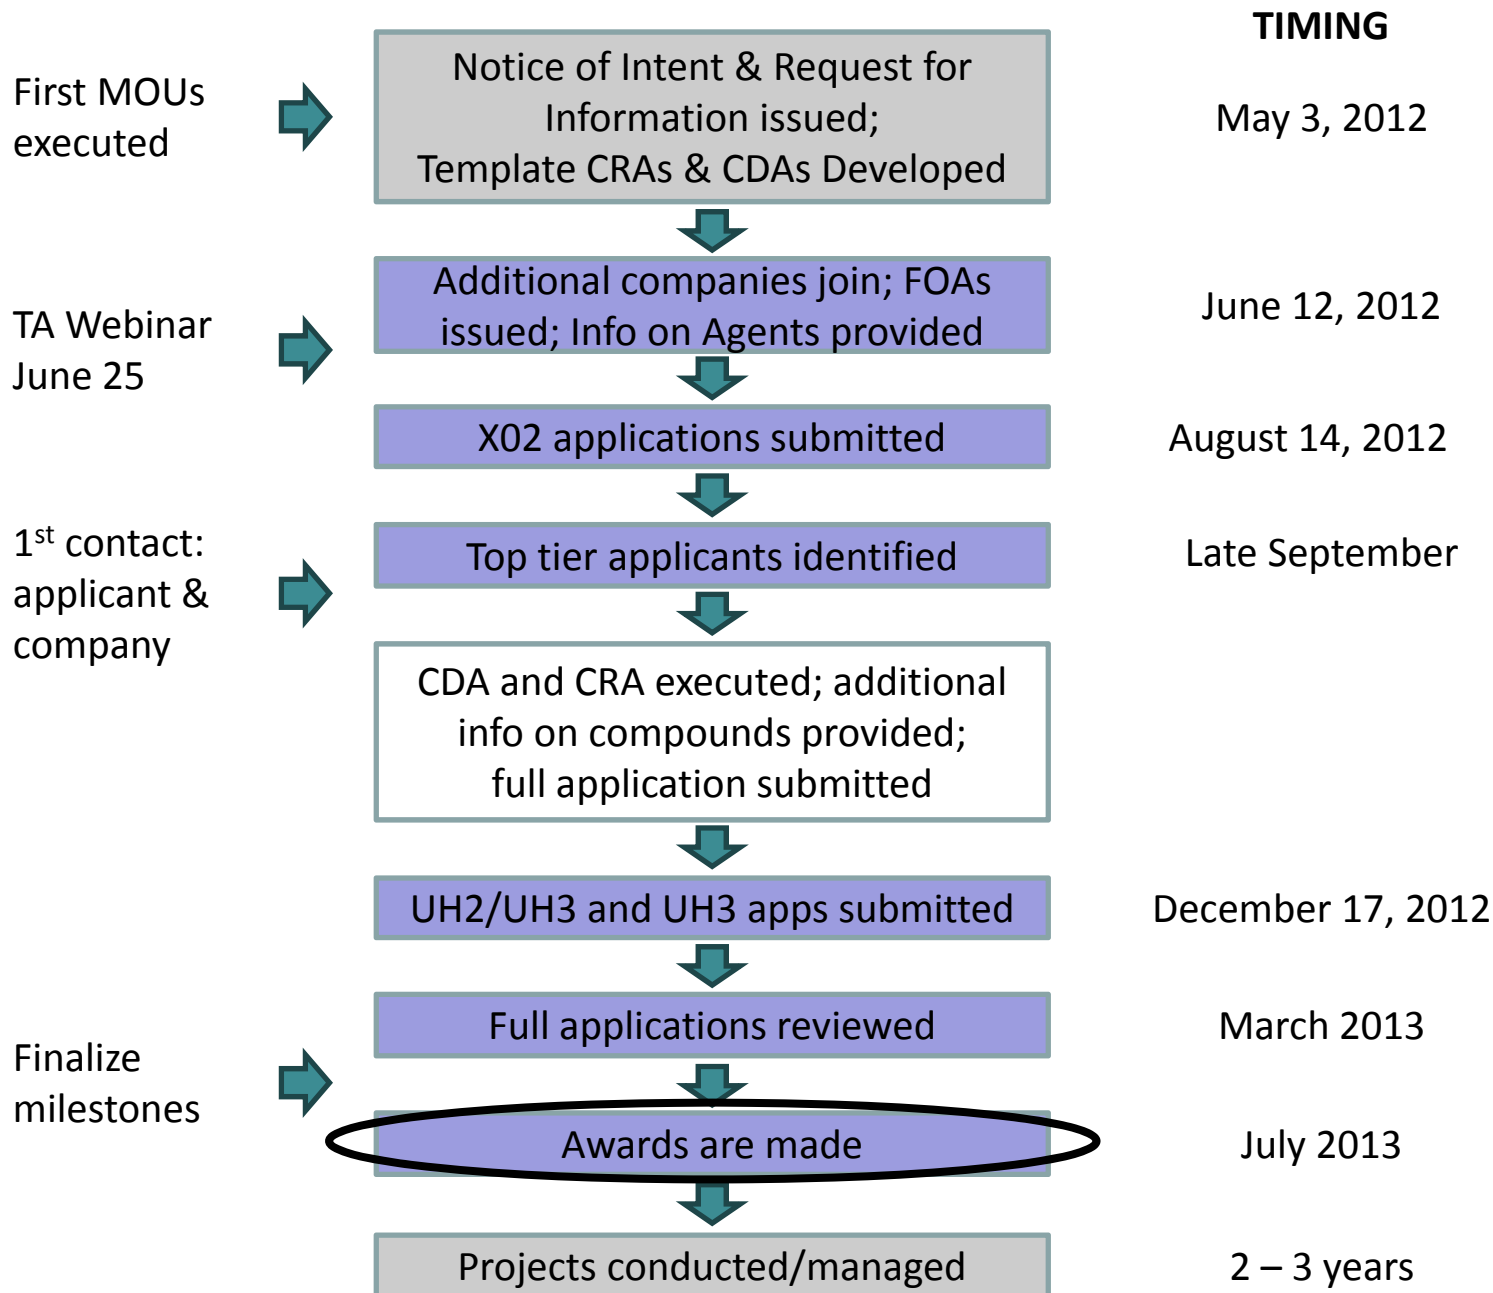 TIMING
First MOUs
executed
Notice of Intent & Request for
Information issued;
Template CRAs & CDAs Developed
May 3, 2012
Additional companies join; FOAs
issued; Info on Agents provided
June 12, 2012
TA Webinar
June 25
X02 applications submitted
August 14, 2012
1st contact:
applicant &
company
Top tier applicants identified
Late September
CDA and CRA executed; additional
info on compounds provided;
full application submitted
UH2/UH3 and UH3 apps submitted
December 17, 2012
Full applications reviewed
March 2013
Finalize
milestones
Awards are made
July 2013
Projects conducted/managed
2 – 3 years